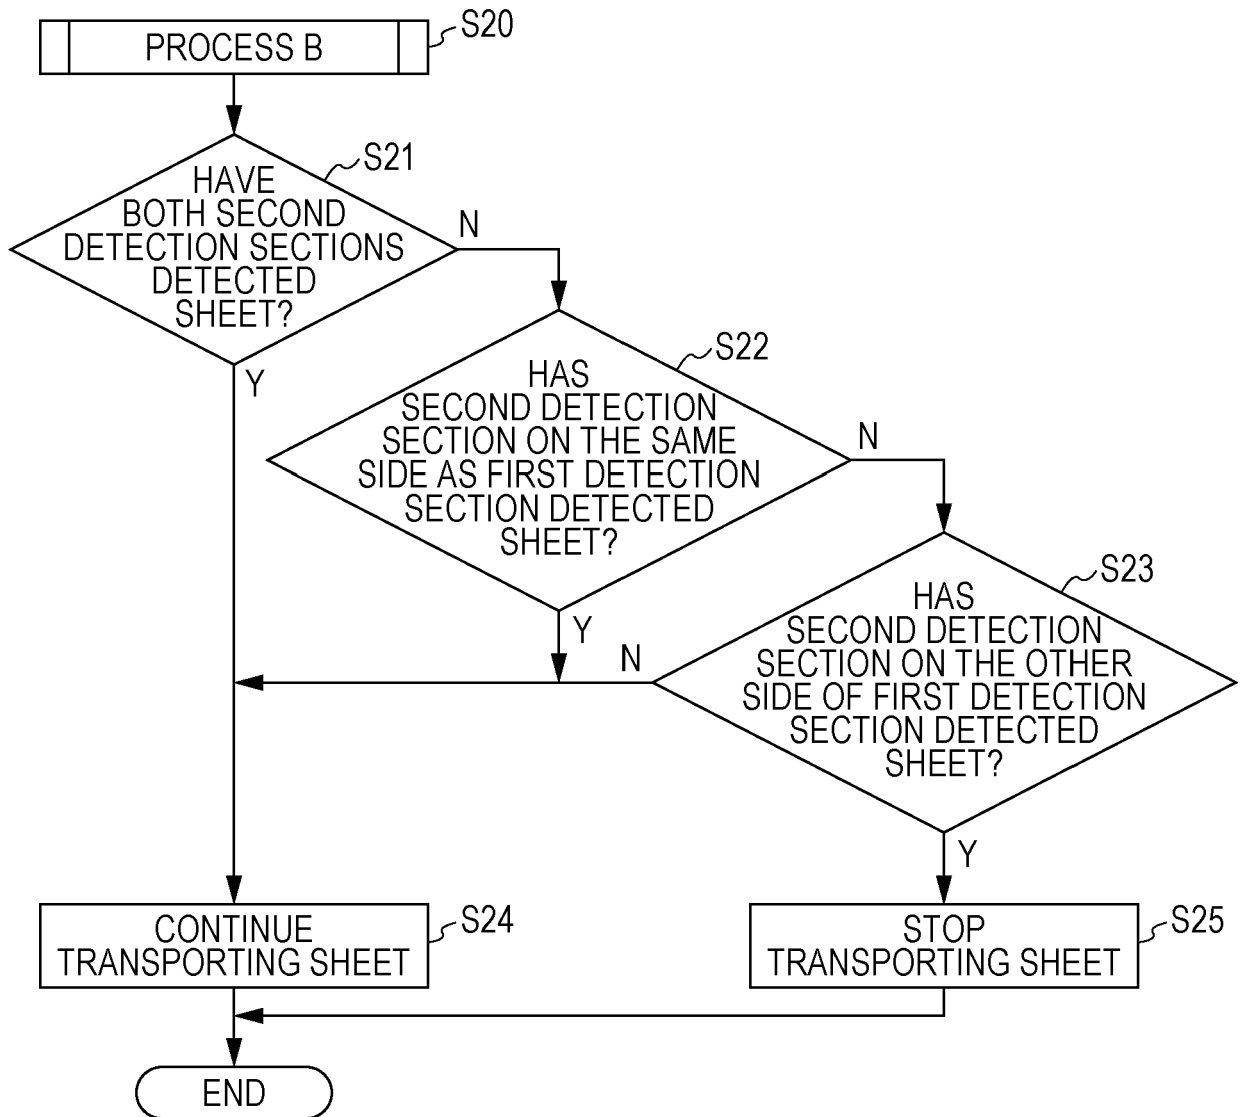 PROCESS B
S20
S21
HAVE
BOTH SECOND
DETECTION SECTIONS
DETECTED
SHEET?
N
Y
S22
HAS
SECOND DETECTION
SECTION ON THE SAME
SIDE AS FIRST DETECTION
SECTION DETECTED
SHEET?
N
Y
S23
HAS
SECOND DETECTION
SECTION ON THE OTHER
SIDE OF FIRST DETECTION
SECTION DETECTED
SHEET?
N
Y
CONTINUE
TRANSPORTING SHEET
S24
STOP
TRANSPORTING SHEET
S25
END